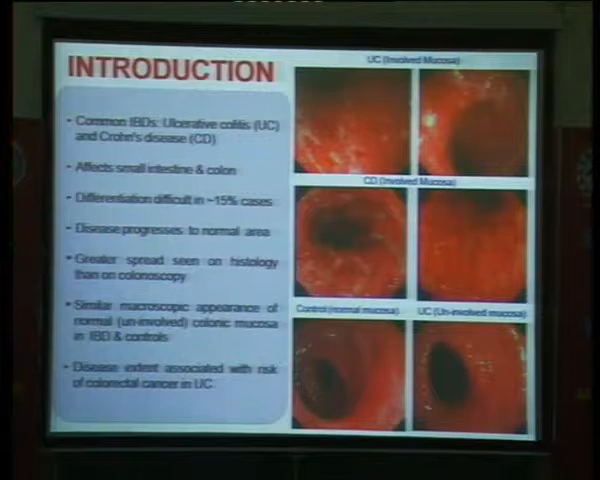 INTRODUCTION
- Common IBDs: Ulcerative colitis (UC)
and Crohn's disease (CD)
- Affects small intestine & colon
- Differentiation difficult in ~15% cases
- Disease progresses to normal area
- Greater spread seen on histology
than on colonoscopy
• Similar macroscopic appearance of
normal (un-involved) colonic mucosa
in IBD & controls
• Disease extent associated with risk
of colorectal cancer in UC
UC (Involved Mucosa)
CD (Involved Mucosa)
Control (normal mucosa)
UC (Un-involved mucosa)